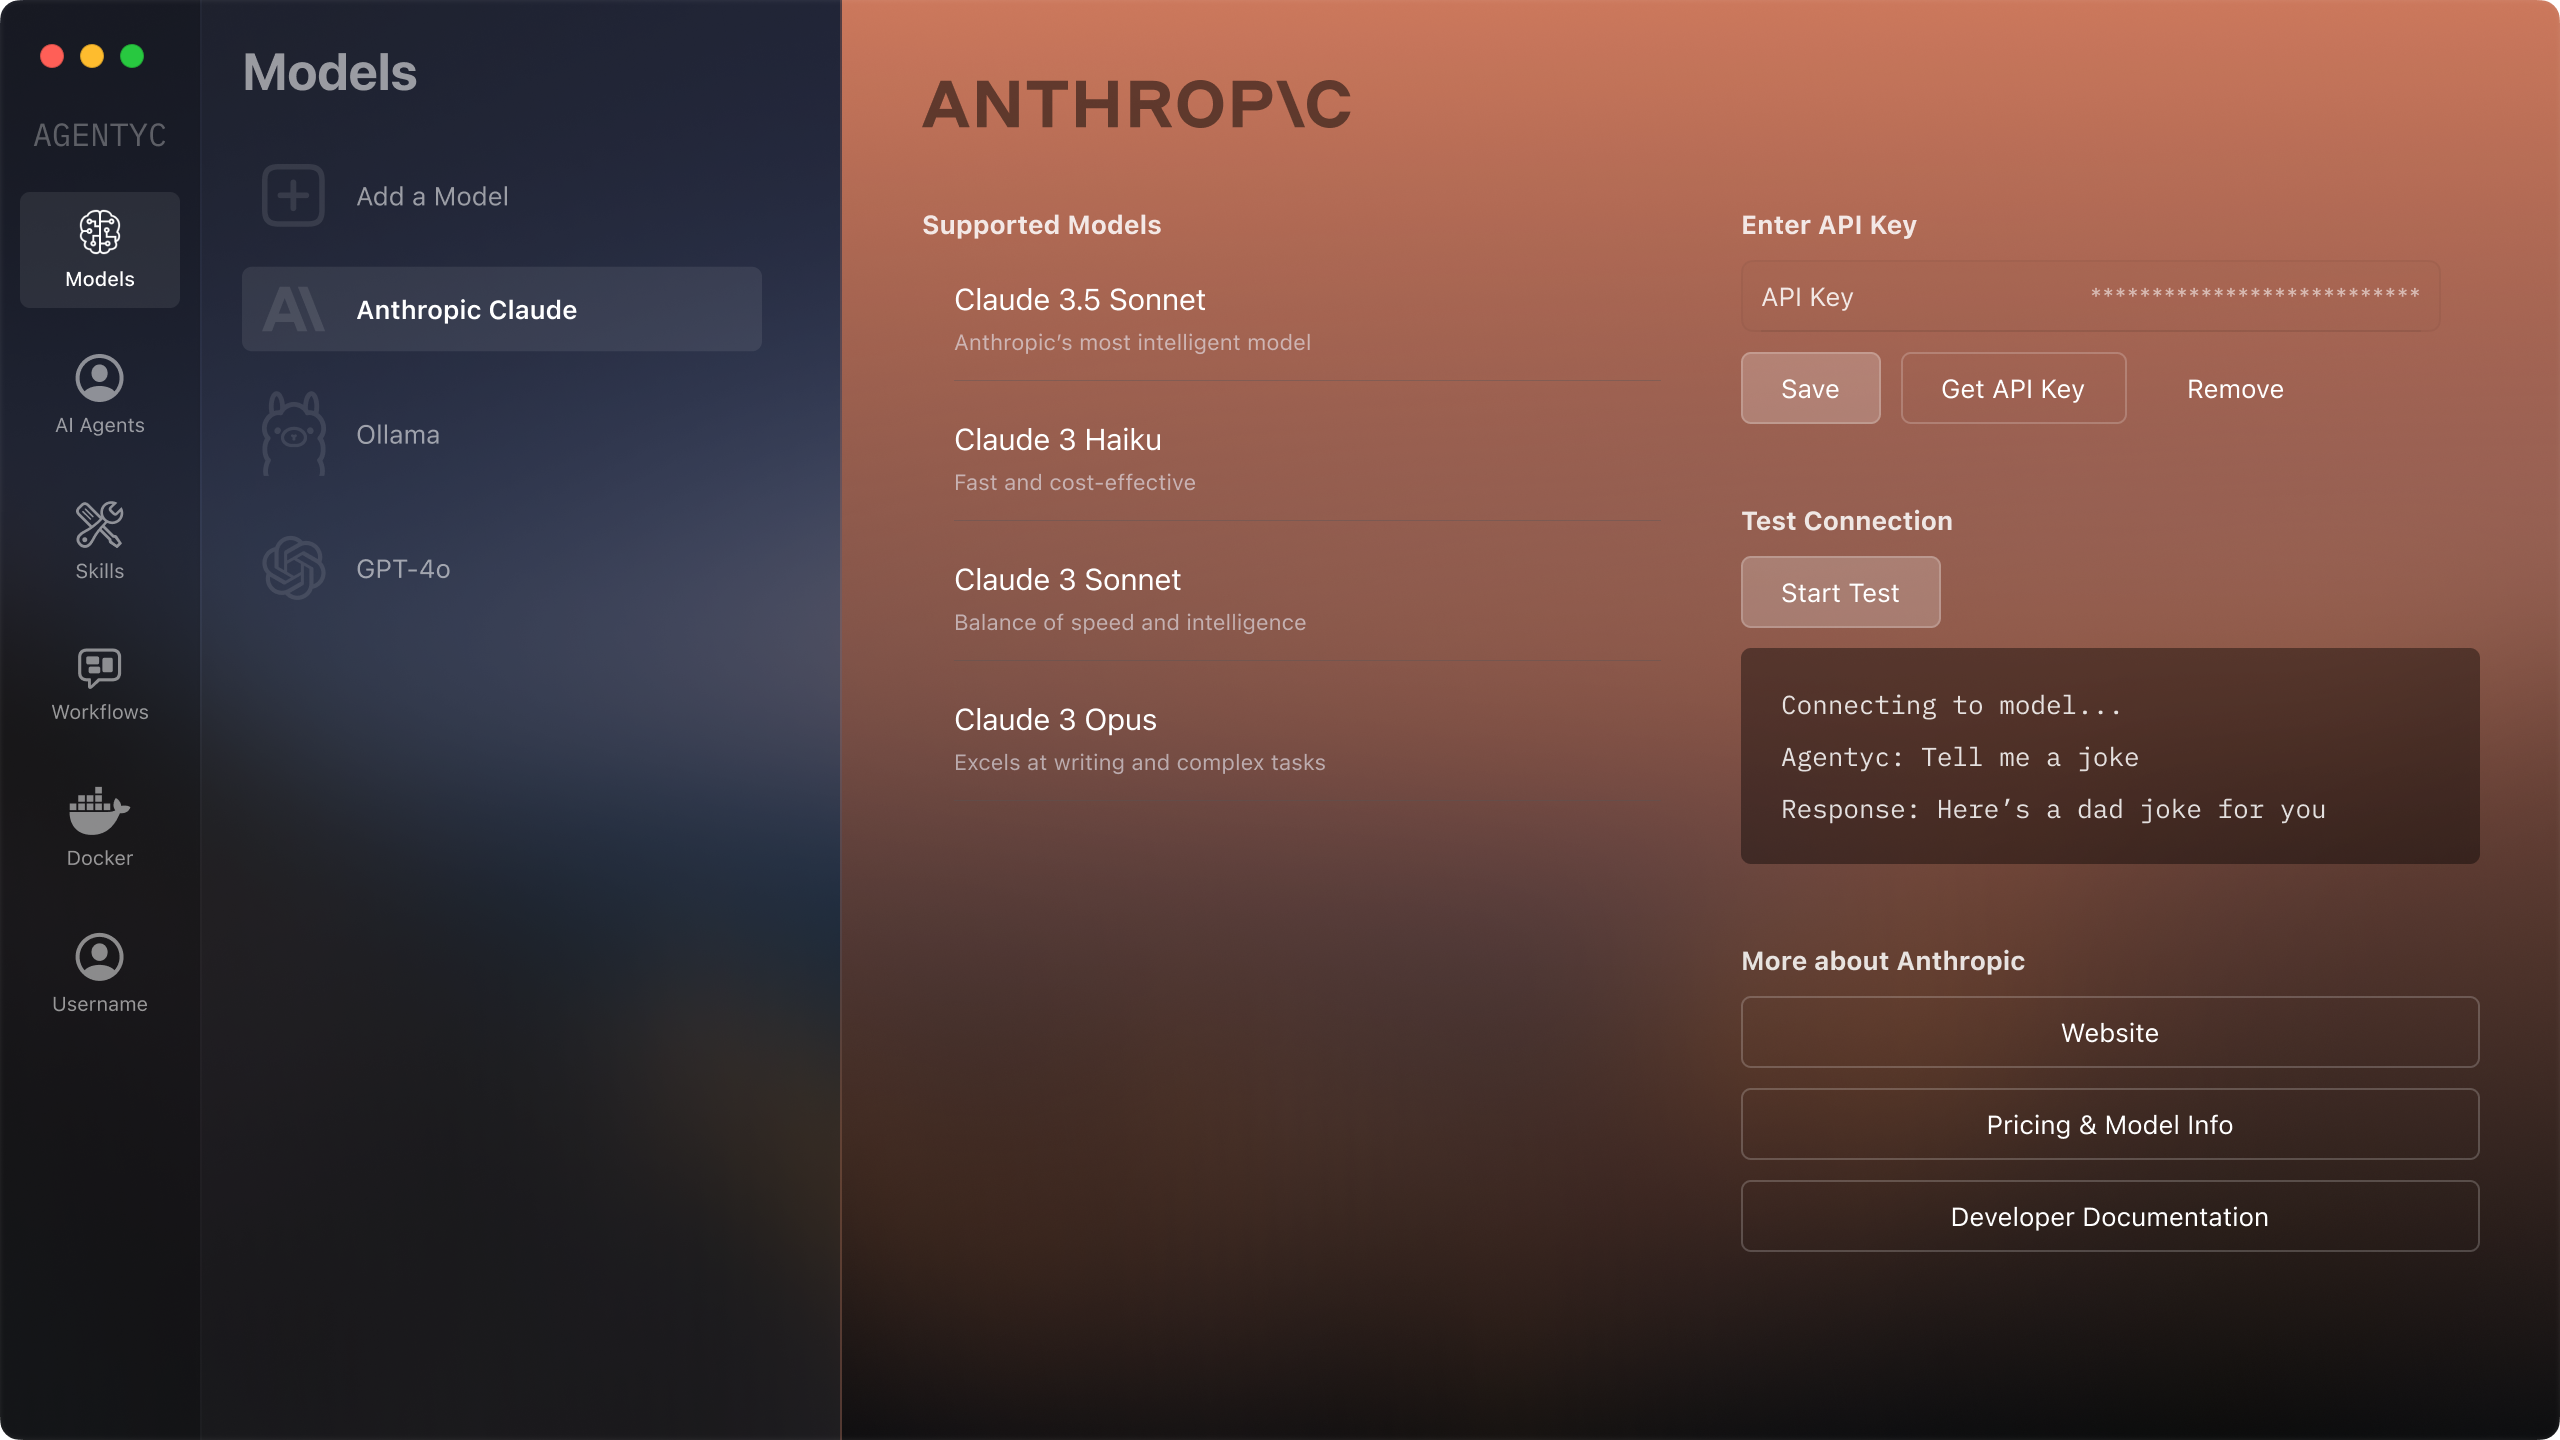 AGENTYC
Models
AI Agents
Skills
Workflows
Docker
Username
Models
Add a Model
Anthropic Claude
Ollama
GPT-4o
ANTHROP\C
Supported Models
Claude 3.5 Sonnet
Anthropic’s most intelligent model
Claude 3 Haiku
Fast and cost-effective
Claude 3 Sonnet
Balance of speed and intelligence
Claude 3 Opus
Excels at writing and complex tasks
Enter API Key
API Key ***************************
Save Get API Key Remove
Test Connection
Start Test
Connecting to model...
Agentyc: Tell me a joke
Response: Here’s a dad joke for you
More about Anthropic
Website
Pricing & Model Info
Developer Documentation